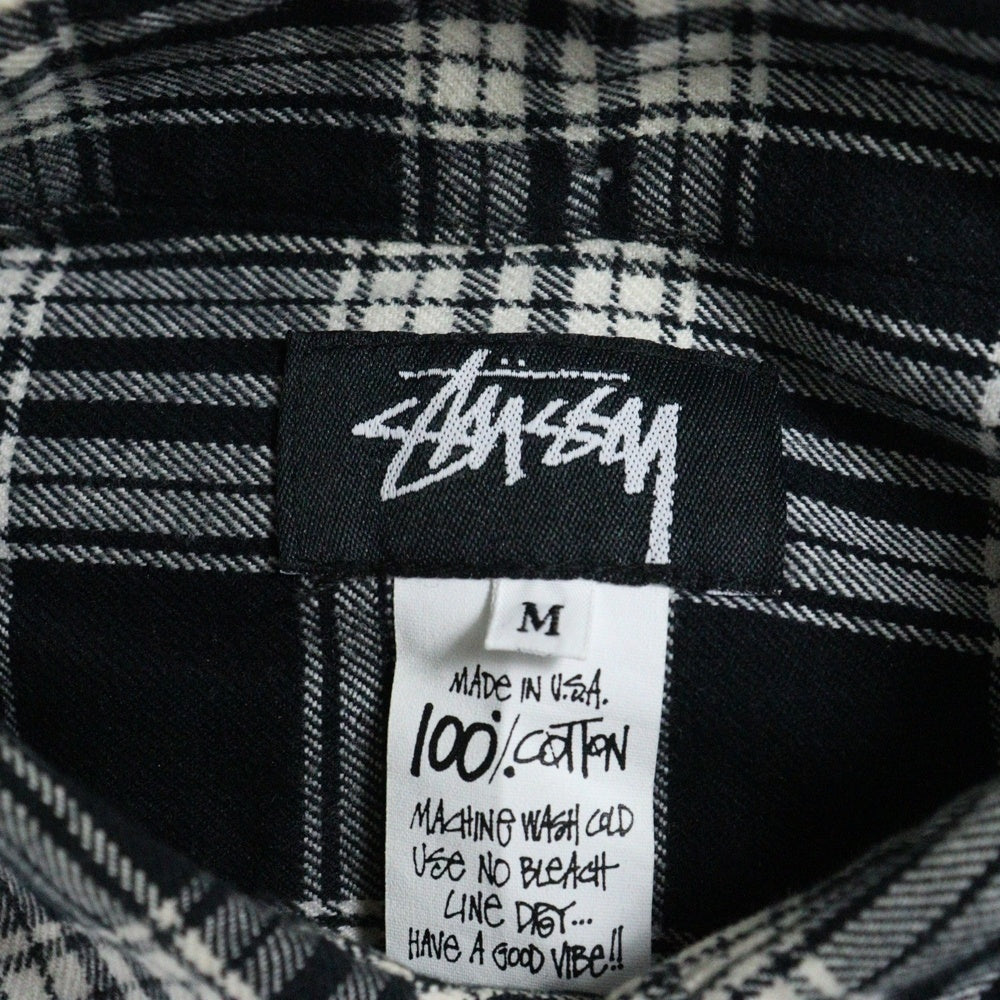 Stüssy
M
MADE IN U.S.A.
100% COTTON
MACHINE WASH COLD
USE NO BLEACH
LINE DRY...
HAVE A GOOD VIBE!!